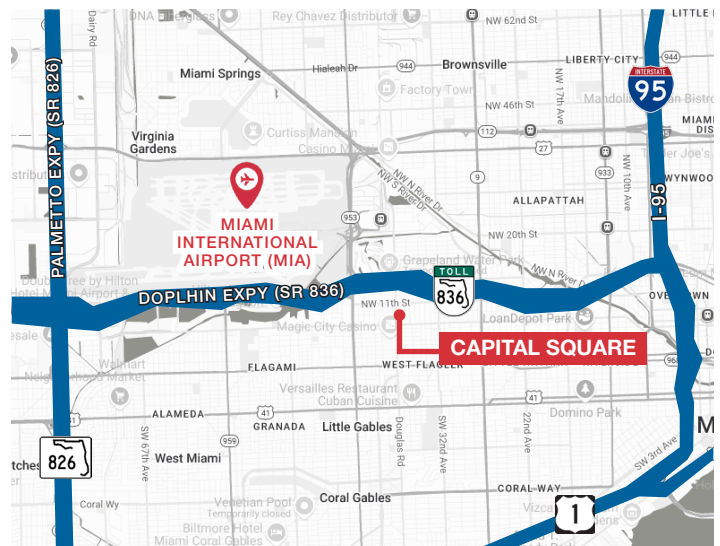 DNA
Rey Chavez Distributor
NW 62nd St
LITTLE
Dairy Rd
PALMETTO EXPY (SR 826)
Miami Springs
Hialeah Dr
944
Brownsville
LIBERTY CITY
944
NW 17th Ave
INTERSTATE
95
Factory Town
NW 46th St
Virginia
Gardens
Curtiss Mansion
Casino
112
27
MIAMI
9
933
NW 10th Ave
NW N River Dr
NW S River Dr
WYNWOO
MIAMI
INTERNATIONAL
AIRPORT (MIA)
ALLAPATTAH
I-95
953
NW 20th St
Grapeland Water Park
NW N River Dr
TOLL
836
DOPLHIN EXPY (SR 836)
NW 11th St
Magic City Casino
LoanDepot Park
CAPITAL SQUARE
Walmart
Neighborhood Market
FLAGAMI
WEST FLAGLER
Versailles Restaurant
Cuban Cuisine
41
ALAMEDA
41
GRANADA
Little Gables
41
Domino Park
826
SW 67th Ave
959
West Miami
Douglas Rd
SW 32nd Ave
22nd Ave
SW 3rd Ave
Coral Wy
Venetian Pool
Temporarily closed
Coral Gables
CORAL WAY
1
Biltmore Hotel
Miami Coral Gables